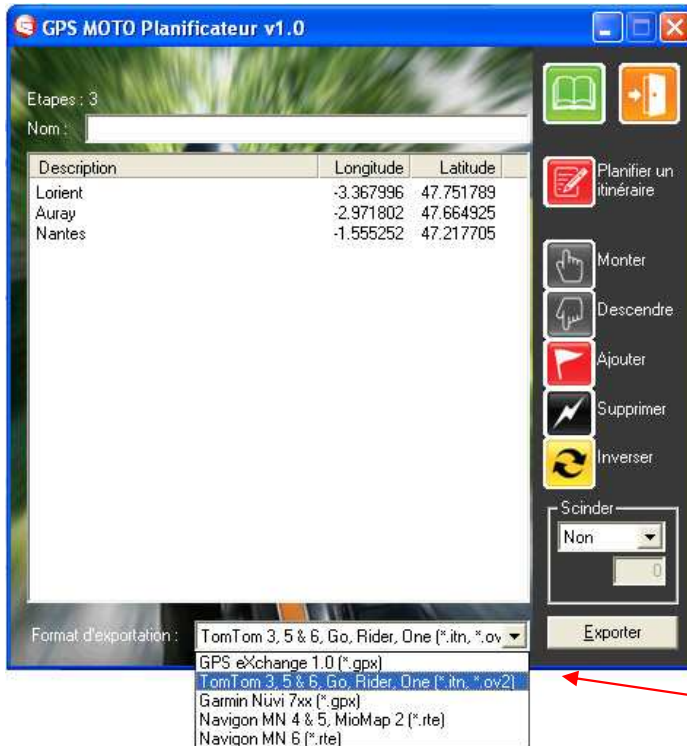 GPS MOTO Planificateur v1.0
Etapes : 3
Nom :
Description Longitude Latitude
Lorient -3.367996 47.751789
Auray -2.971802 47.664925
Nantes -1.555252 47.217705
Planifier un
itinéraire
Monter
Descendre
Ajouter
Supprimer
Inverser
Scinder
Non
0
Format d'exportation : TomTom 3, 5 & 6, Go, Rider, One (*.itn, *.ov
Exporter
GPS eXchange 1.0 (*.gpx)
TomTom 3, 5 & 6, Go, Rider, One (*.itn, *.ov2)
Garmin Nüvi 7xx (*.gpx)
Navigon MN 4 & 5, MioMap 2 (*.rte)
Navigon MN 6 (*.rte)